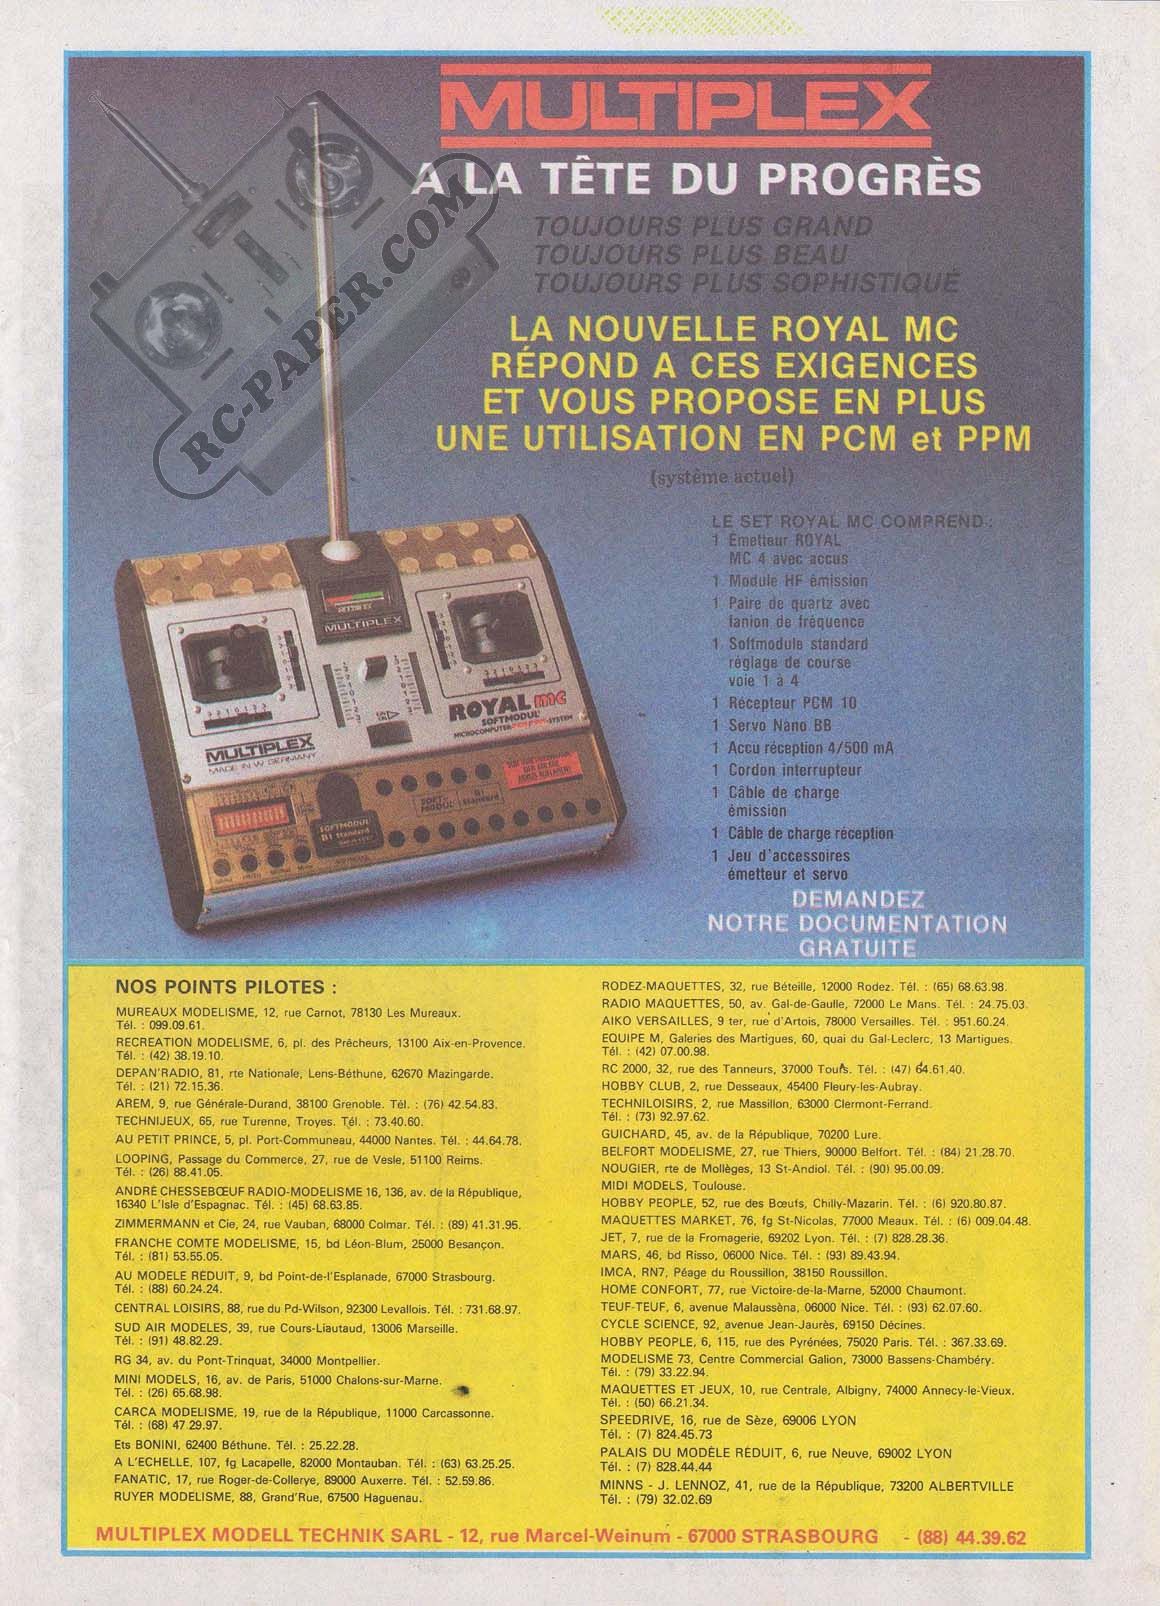 MULTIPLEX
A LA TÊTE DU PROGRÈS
TOUJOURS PLUS GRAND
TOUJOURS PLUS BEAU
TOUJOURS PLUS SOPHISTIQUÉ
LA NOUVELLE ROYAL MC
RÉPOND A CES EXIGENCES
ET VOUS PROPOSE EN PLUS
UNE UTILISATION EN PCM et PPM
(système actuel)
RC-PAPER.COM
LE SET ROYAL MC COMPREND :
1 Émetteur ROYAL
MC 4 avec accus
1 Module HF émission
1 Paire de quartz avec
fanion de fréquence
1 Softmodule standard
réglage de course
voie 1 à 4
1 Récepteur PCM 10
1 Servo Nano BB
1 Accu réception 4/500 mA
1 Cordon interrupteur
1 Câble de charge
émission
1 Câble de charge réception
1 Jeu d'accessoires
émetteur et servo
DEMANDEZ
NOTRE DOCUMENTATION
GRATUITE
MULTIPLEX
ROYAL mc
SOFTMODUL
MICROCOMPUTER-PCM/PPM-SYSTEM
MULTIPLEX
MADE IN W. GERMANY
SOFTMODUL
B1 Standard
SOFT-
MODUL
B1
Standard
NOS POINTS PILOTES :
MUREAUX MODELISME, 12, rue Carnot, 78130 Les Mureaux.
Tél. : 099.09.61.
RECREATION MODELISME, 6, pl. des Prêcheurs, 13100 Aix-en-Provence.
Tél. : (42) 38.19.10.
DEPAN'RADIO, 81, rte Nationale, Lens-Béthune, 62670 Mazingarde.
Tél. : (21) 72.15.36.
AREM, 9, rue Générale-Durand, 38100 Grenoble. Tél. : (76) 42.54.83.
TECHNIJEUX, 65, rue Turenne, Troyes. Tél. : 73.40.60.
AU PETIT PRINCE, 5, pl. Port-Communeau, 44000 Nantes. Tél. : 44.64.78.
LOOPING, Passage du Commerce, 27, rue de Vesle, 51100 Reims.
Tél. : (26) 88.41.05.
ANDRE CHESSEBŒUF RADIO-MODELISME 16, 136, av. de la République,
16340 L'Isle d'Espagnac. Tél. : (45) 68.63.85.
ZIMMERMANN et Cie, 24, rue Vauban, 68000 Colmar. Tél. : (89) 41.31.95.
FRANCHE COMTE MODELISME, 15, bd Léon-Blum, 25000 Besançon.
Tél. : (81) 53.55.05.
AU MODELE RÉDUIT, 9, bd Point-de-l'Esplanade, 67000 Strasbourg.
Tél. : (88) 60.24.24.
CENTRAL LOISIRS, 88, rue du Pd-Wilson, 92300 Levallois. Tél. : 731.68.97.
SUD AIR MODELES, 39, rue Cours-Liautaud, 13006 Marseille.
Tél. : (91) 48.82.29.
RG 34, av. du Pont-Trinquat, 34000 Montpellier.
MINI MODELS, 16, av. de Paris, 51000 Chalons-sur-Marne.
Tél. : (26) 65.68.98.
CARCA MODELISME, 19, rue de la République, 11000 Carcassonne.
Tél. : (68) 47.29.97.
Ets BONINI, 62400 Béthune. Tél. : 25.22.28.
A L'ECHELLE, 107, fg Lacapelle, 82000 Montauban. Tél. : (63) 63.25.25.
FANATIC, 17, rue Roger-de-Collerye, 89000 Auxerre. Tél. : 52.59.86.
RUYER MODELISME, 88, Grand'Rue, 67500 Haguenau.
RODEZ-MAQUETTES, 32, rue Béteille, 12000 Rodez. Tél. : (65) 68.63.98.
RADIO MAQUETTES, 50, av. Gal-de-Gaulle, 72000 Le Mans. Tél. : 24.75.03.
AIKO VERSAILLES, 9 ter, rue d'Artois, 78000 Versailles. Tél. : 951.60.24.
EQUIPE M, Galeries des Martigues, 60, quai du Gal-Leclerc, 13 Martigues.
Tél. : (42) 07.00.98.
RC 2000, 32, rue des Tanneurs, 37000 Tours. Tél. : (47) 64.61.40.
HOBBY CLUB, 2, rue Desseaux, 45400 Fleury-les-Aubray.
TECHNILOISIRS, 2, rue Massillon, 63000 Clermont-Ferrand.
Tél. : (73) 92.97.62.
GUICHARD, 45, av. de la République, 70200 Lure.
BELFORT MODELISME, 27, rue Thiers, 90000 Belfort. Tél. : (84) 21.28.70.
NOUGIER, rte de Mollèges, 13 St-Andiol. Tél. : (90) 95.00.09.
MIDI MODELS, Toulouse.
HOBBY PEOPLE, 52, rue des Bœufs, Chilly-Mazarin. Tél. : (6) 920.80.87.
MAQUETTES MARKET, 76, fg St-Nicolas, 77000 Meaux. Tél. : (6) 009.04.48.
JET, 7, rue de la Fromagerie, 69202 Lyon. Tél. : (7) 828.28.36.
MARS, 46, bd Risso, 06000 Nice. Tél. : (93) 89.43.94.
IMCA, RN7, Péage du Roussillon, 38150 Roussillon.
HOME CONFORT, 77, rue Victoire-de-la-Marne, 52000 Chaumont.
TEUF-TEUF, 6, avenue Malaussèna, 06000 Nice. Tél. : (93) 62.07.60.
CYCLE SCIENCE, 92, avenue Jean-Jaurès, 69150 Décines.
HOBBY PEOPLE, 6, 115, rue des Pyrénées, 75020 Paris. Tél. : 367.33.69.
MODELISME 73, Centre Commercial Galion, 73000 Bassens-Chambéry.
Tél. : (79) 33.22.94.
MAQUETTES ET JEUX, 10, rue Centrale, Albigny, 74000 Annecy-le-Vieux.
Tél. : (50) 66.21.34.
SPEEDRIVE, 16, rue de Sèze, 69006 LYON
Tél. : (7) 824.45.73
PALAIS DU MODÈLE RÉDUIT, 6, rue Neuve, 69002 LYON
Tél. : (7) 828.44.44
MINNS - J. LENNOZ, 41, rue de la République, 73200 ALBERTVILLE
Tél. : (79) 32.02.69
MULTIPLEX MODELL TECHNIK SARL - 12, rue Marcel-Weinum - 67000 STRASBOURG - (88) 44.39.62